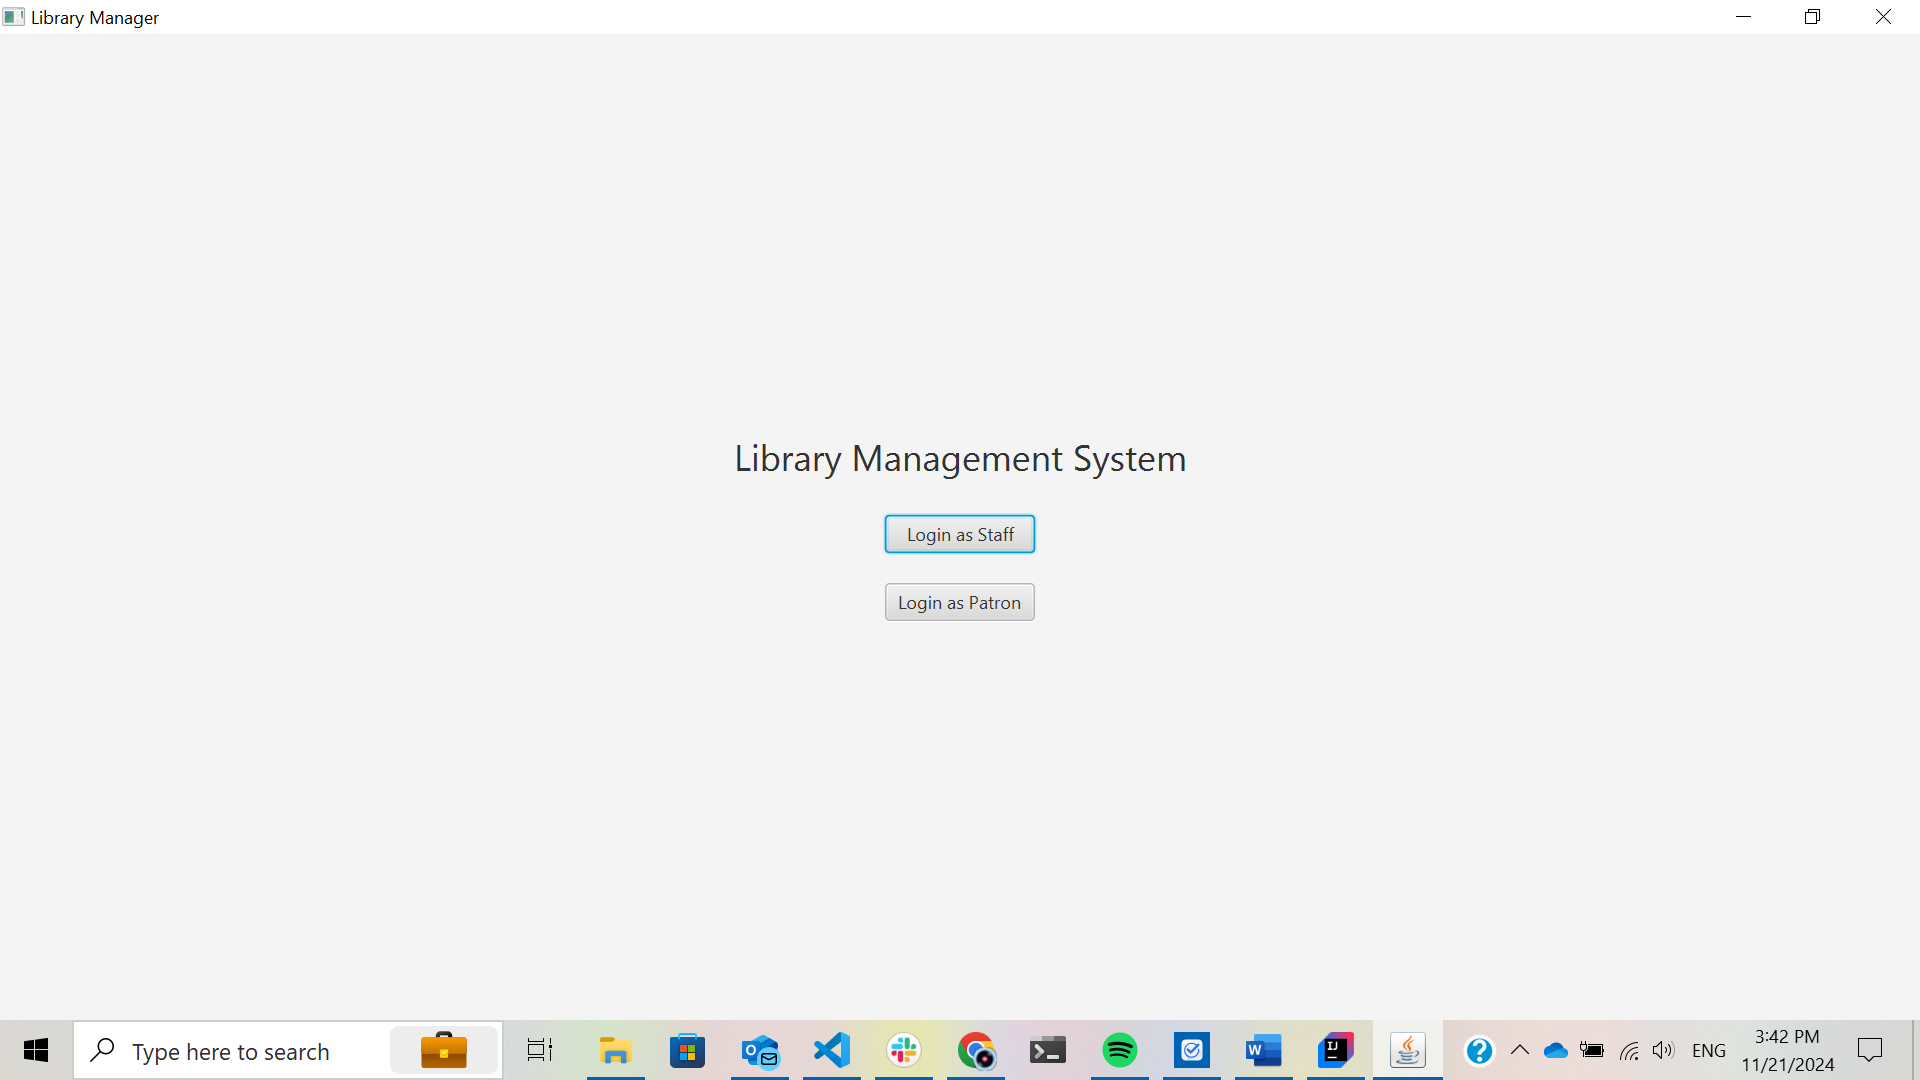 Library Manager
Library Management System
Login as Staff
Login as Patron
Type here to search
ENG
3:42 PM
11/21/2024